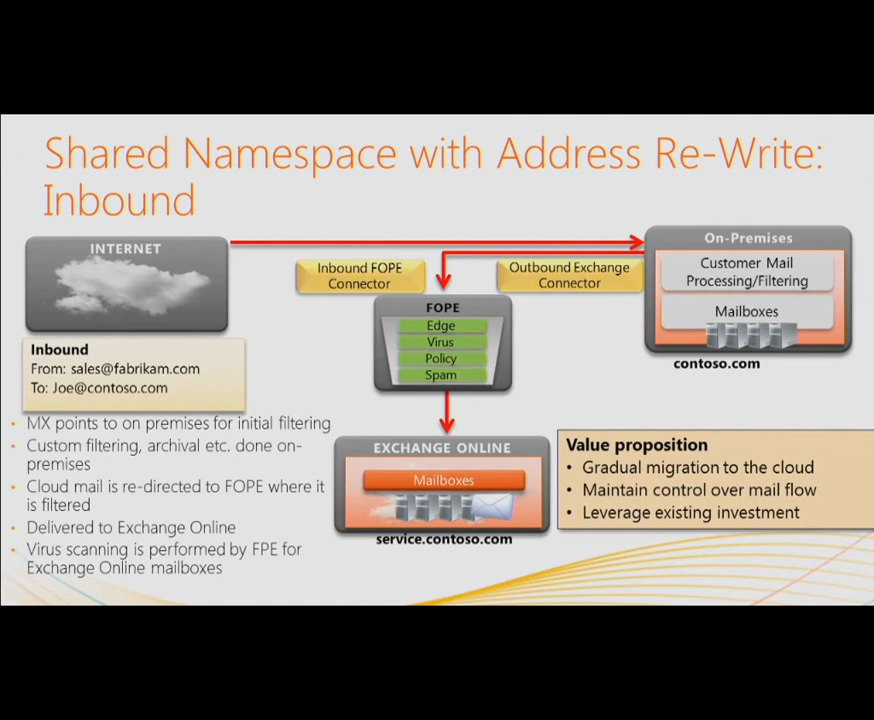 Shared Namespace with Address Re-Write:
Inbound
INTERNET
Inbound FOPE
Connector
Outbound Exchange
Connector
On-Premises
Customer Mail
Processing/Filtering
Mailboxes
contoso.com
FOPE
Edge
Virus
Policy
Spam
Inbound
From: sales@fabrikam.com
To: Joe@contoso.com
• MX points to on premises for initial filtering
• Custom filtering, archival etc. done on-
premises
• Cloud mail is re-directed to FOPE where it
is filtered
• Delivered to Exchange Online
• Virus scanning is performed by FPE for
Exchange Online mailboxes
EXCHANGE ONLINE
Mailboxes
service.contoso.com
Value proposition
• Gradual migration to the cloud
• Maintain control over mail flow
• Leverage existing investment